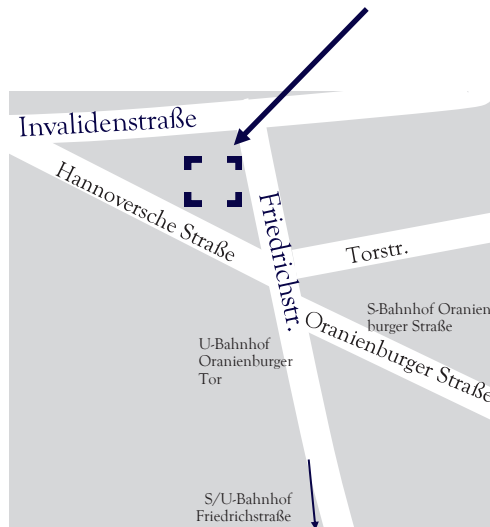 Invalidenstraße
Hannoversche Straße
Friedrichstr.
Torstr.
S-Bahnhof Oranien
burger Straße
Oranienburger Straße
U-Bahnhof
Oranienburger
Tor
S/U-Bahnhof
Friedrichstraße